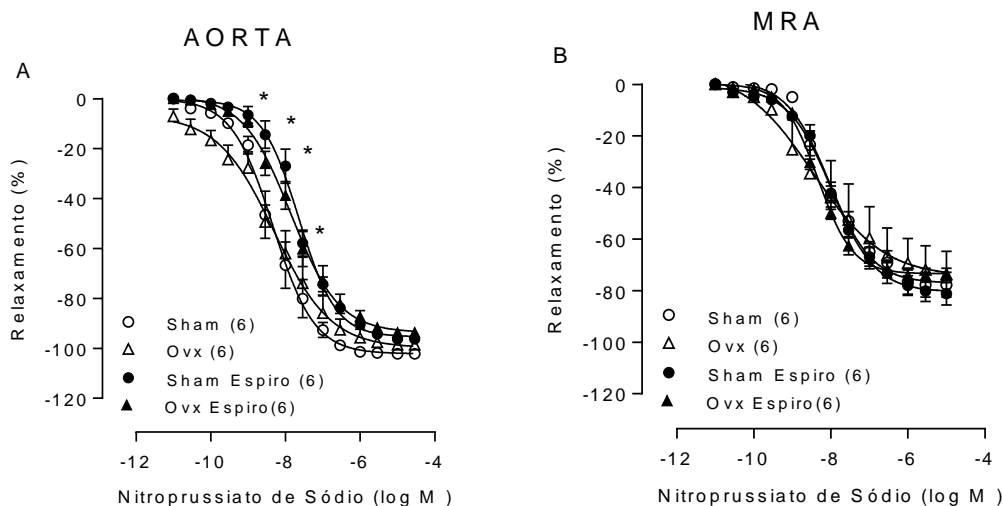 AORTA
A
Relaxamento (%)
0
-20
-40
-60
-80
-100
-120
*
*
*
*
Sham (6)
Ovx (6)
Sham Espiro (6)
Ovx Espiro(6)
-12
-10
-8
-6
-4
Nitroprussiato de Sódio (log M )
MRA
B
Relaxamento (%)
0
-20
-40
-60
-80
-100
-120
Sham (6)
Ovx (6)
Sham Espiro (6)
Ovx Espiro(6)
-12
-10
-8
-6
-4
Nitroprussiato de Sódio (log M )